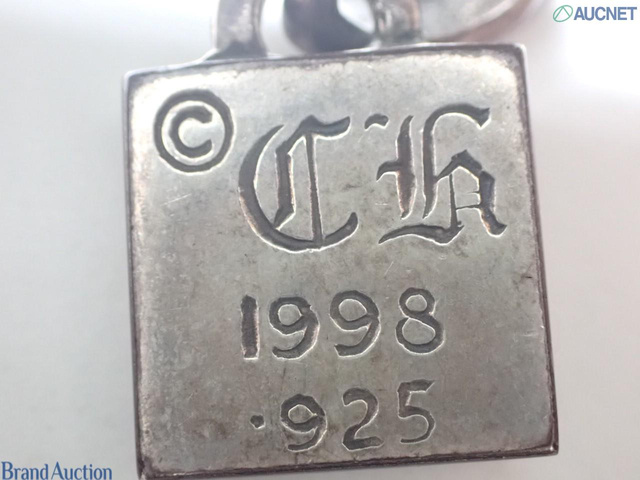 AUCNET
© Ch
1998
.925
Brand Auction